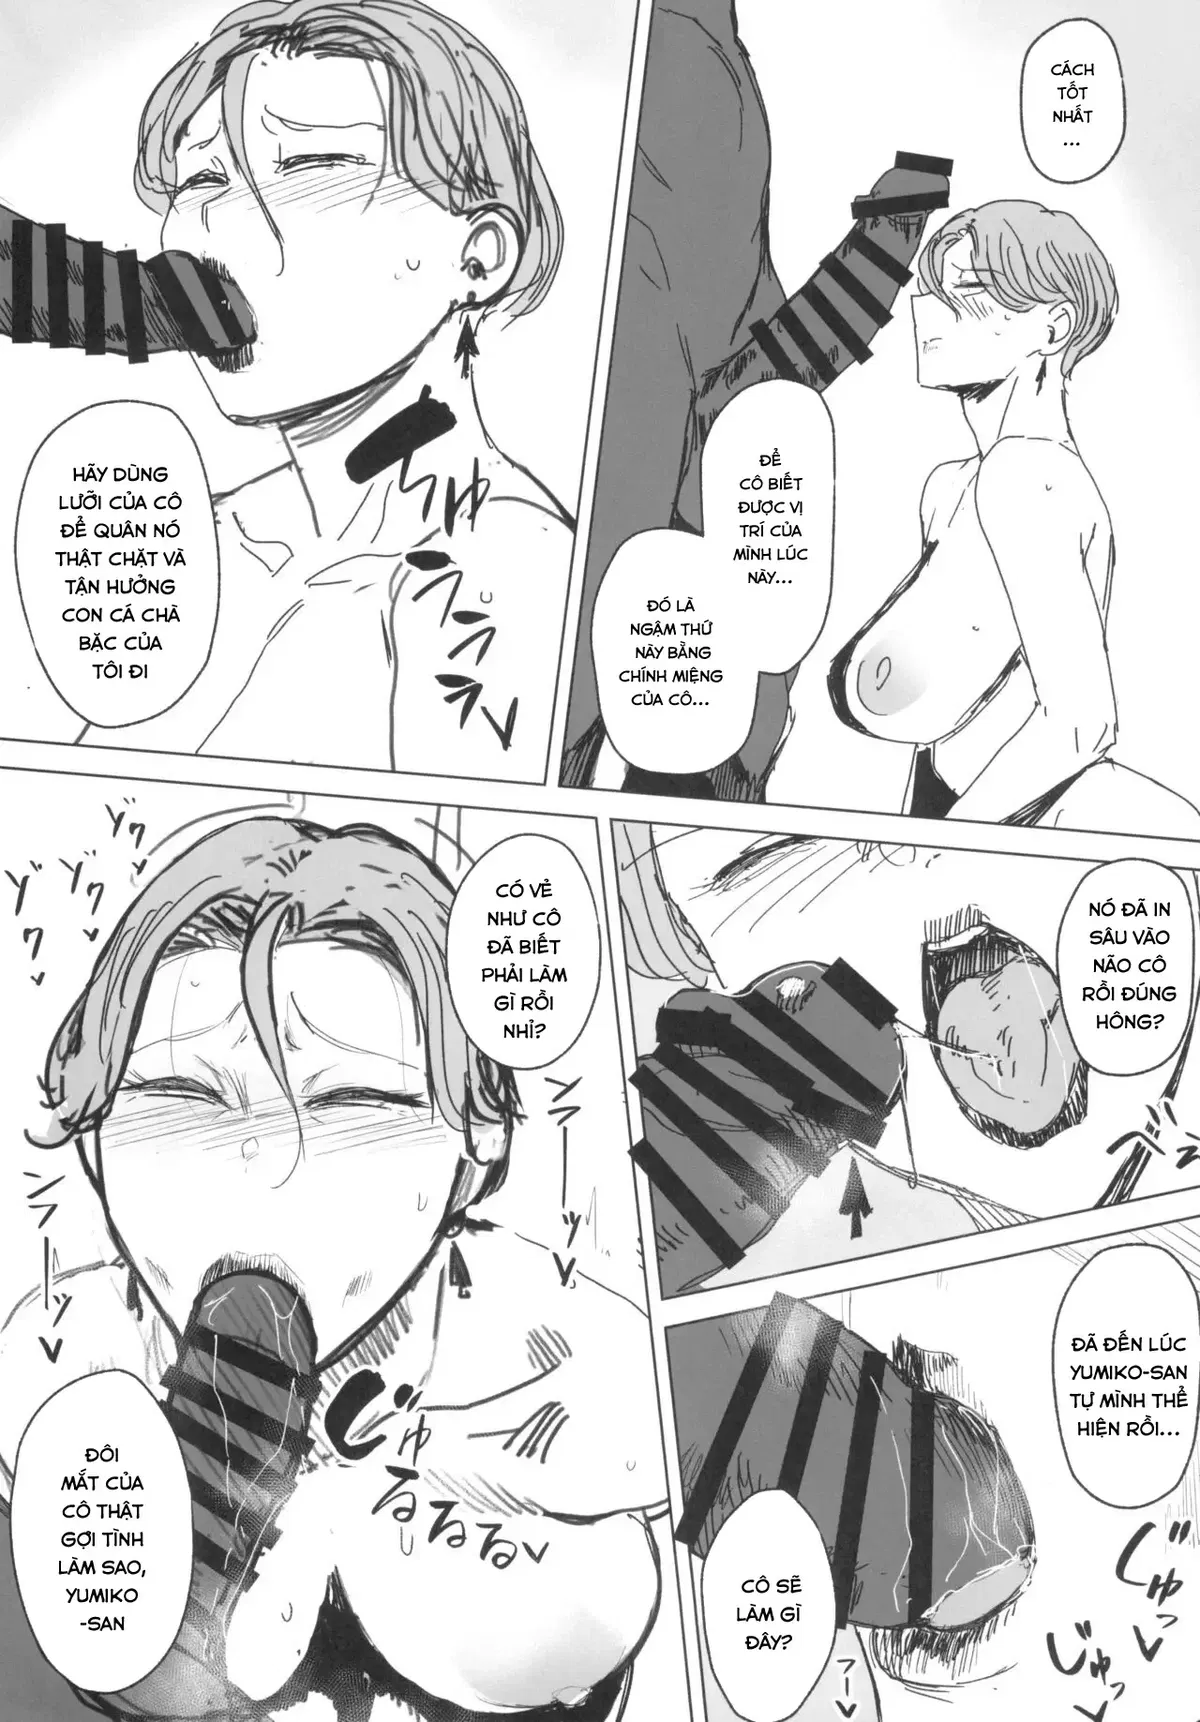 CÁCH
TỐT
NHẤT
...
ĐỂ
CÔ BIẾT
ĐƯỢC VỊ
TRÍ CỦA
MÌNH LÚC
NÀY...
ĐÓ LÀ
NGẬM THỨ
NÀY BẰNG
CHÍNH MIỆNG
CỦA CÔ...
HÃY DÙNG
LƯỠI CỦA CÔ
ĐỂ QUÂN NÓ
THẬT CHẶT VÀ
TẬN HƯỞNG
CON CÁ CHÀ
BẶC CỦA
TÔI ĐI
NÓ ĐÃ IN
SÂU VÀO
NÃO CÔ
RỒI ĐÚNG
HÔNG?
CÓ VẺ
NHƯ CÔ
ĐÃ BIẾT
PHẢI LÀM
GÌ RỒI
NHỈ?
ゾク
ゾク
ゾク
ゾク
ĐÔI
MẮT CỦA
CÔ THẬT
GỢI TÌNH
LÀM SAO,
YUMIKO
-SAN
じゅ
るるる
ĐÃ ĐẾN LÚC
YUMIKO-SAN
TỰ MÌNH THỂ
HIỆN RỒI...
CÔ SẼ
LÀM GÌ
ĐÂY?
じゅっ
じゅっ
フーッ